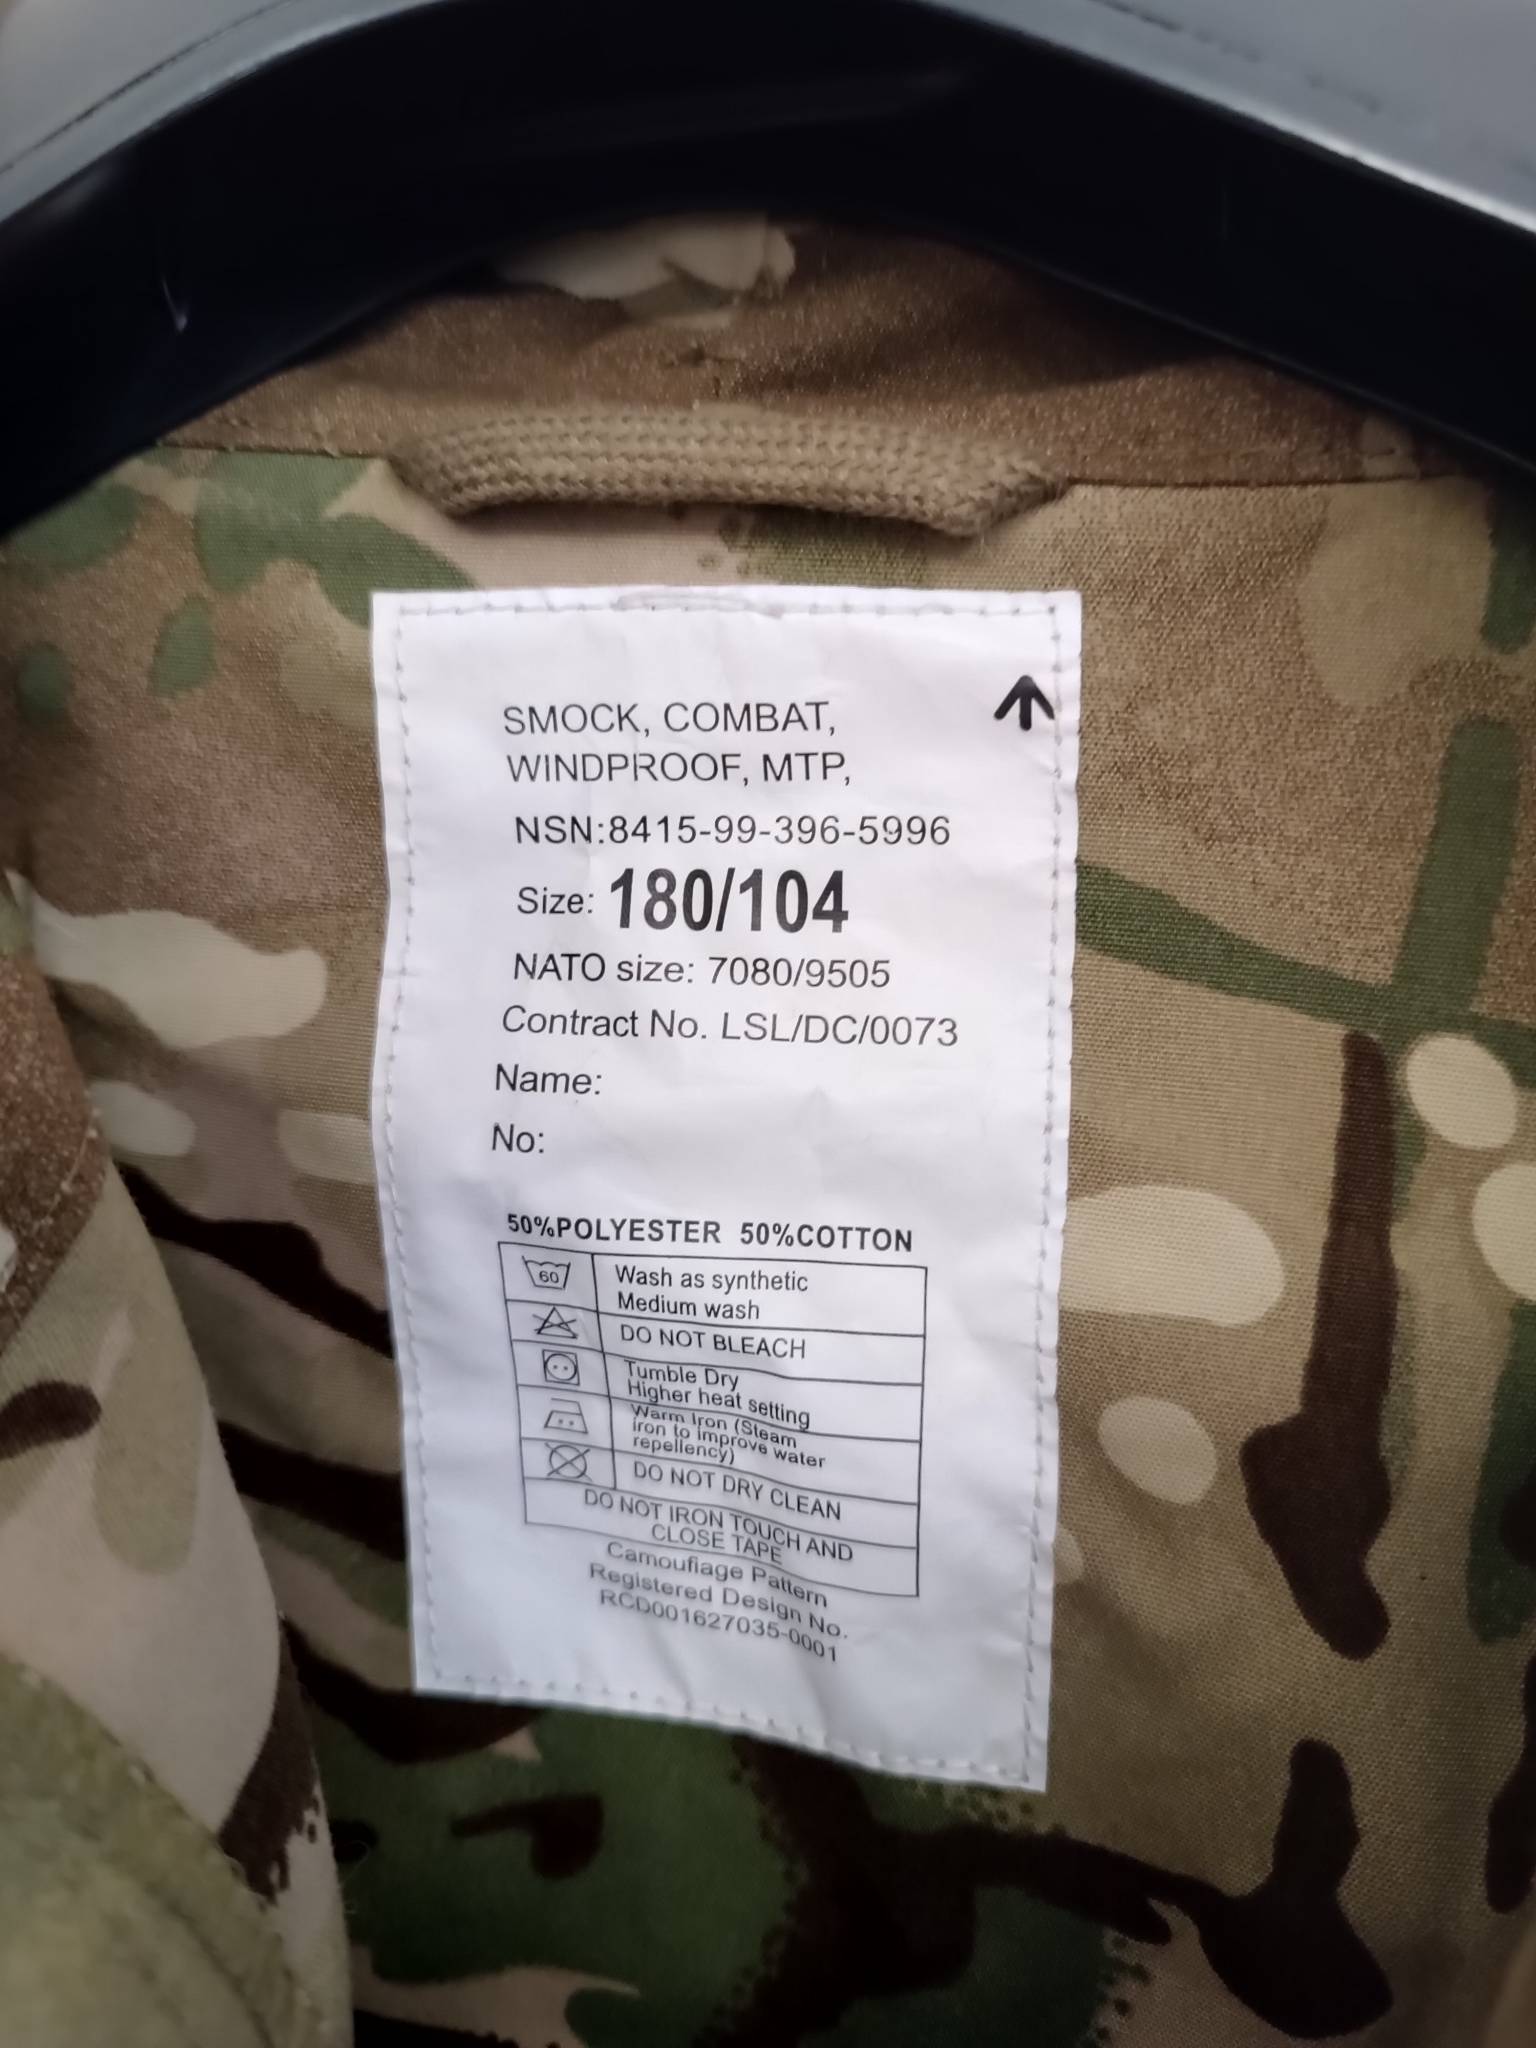 SMOCK, COMBAT,
WINDPROOF, MTP,
NSN:8415-99-396-5996
Size: 180/104
NATO size: 7080/9505
Contract No. LSL/DC/0073
Name:
No:
50%POLYESTER 50%COTTON
60
Wash as synthetic
Medium wash
DO NOT BLEACH
Tumble Dry
Higher heat setting
Warm Iron (Steam
iron to improve water
repellency)
DO NOT DRY CLEAN
DO NOT IRON TOUCH AND
CLOSE TAPE
Camouflage Pattern
Registered Design No.
RCD001627035-0001